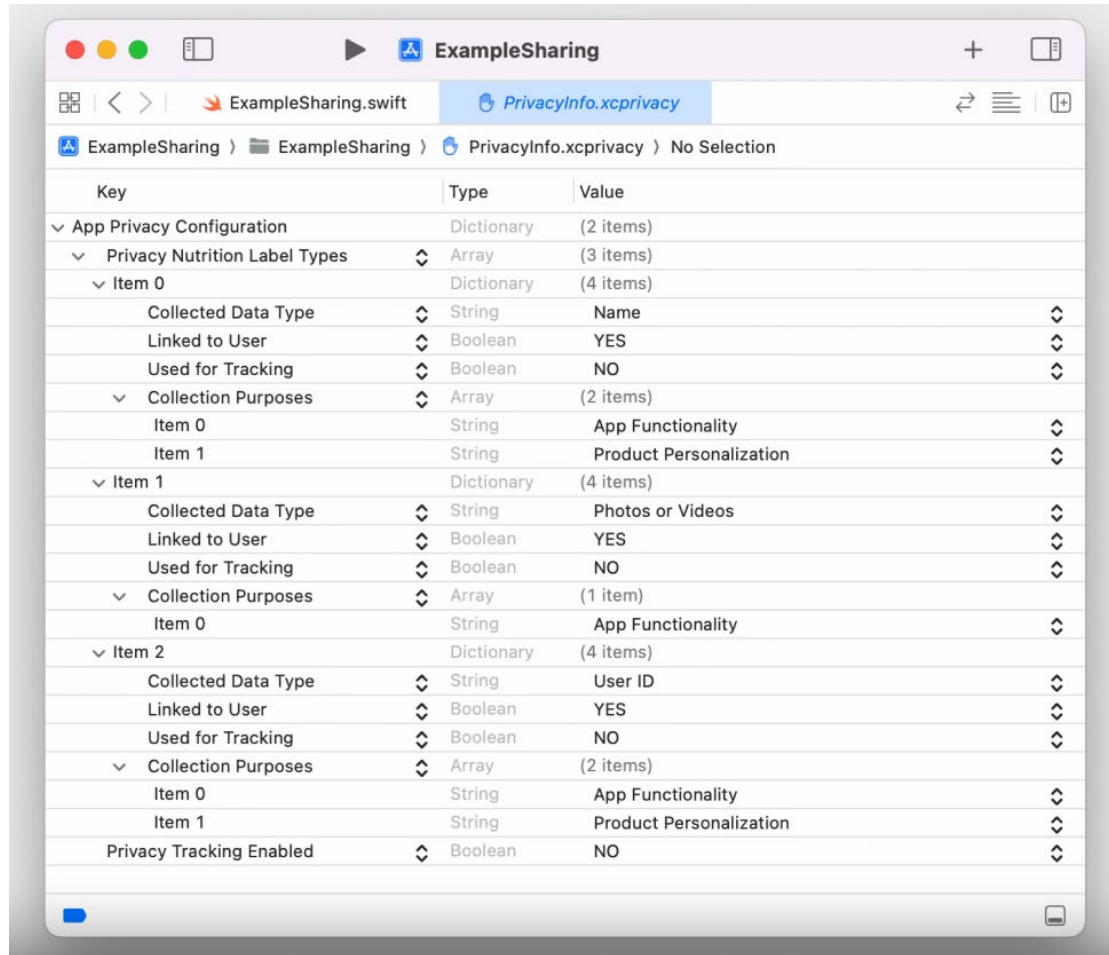 ExampleSharing
ExampleSharing.swift PrivacyInfo.xcprivacy
ExampleSharing ExampleSharing PrivacyInfo.xcprivacy No Selection
Key Type Value
App Privacy Configuration Dictionary (2 items)
Privacy Nutrition Label Types Array (3 items)
Item 0 Dictionary (4 items)
Collected Data Type String Name
Linked to User Boolean YES
Used for Tracking Boolean NO
Collection Purposes Array (2 items)
Item 0 String App Functionality
Item 1 String Product Personalization
Item 1 Dictionary (4 items)
Collected Data Type String Photos or Videos
Linked to User Boolean YES
Used for Tracking Boolean NO
Collection Purposes Array (1 item)
Item 0 String App Functionality
Item 2 Dictionary (4 items)
Collected Data Type String User ID
Linked to User Boolean YES
Used for Tracking Boolean NO
Collection Purposes Array (2 items)
Item 0 String App Functionality
Item 1 String Product Personalization
Privacy Tracking Enabled Boolean NO